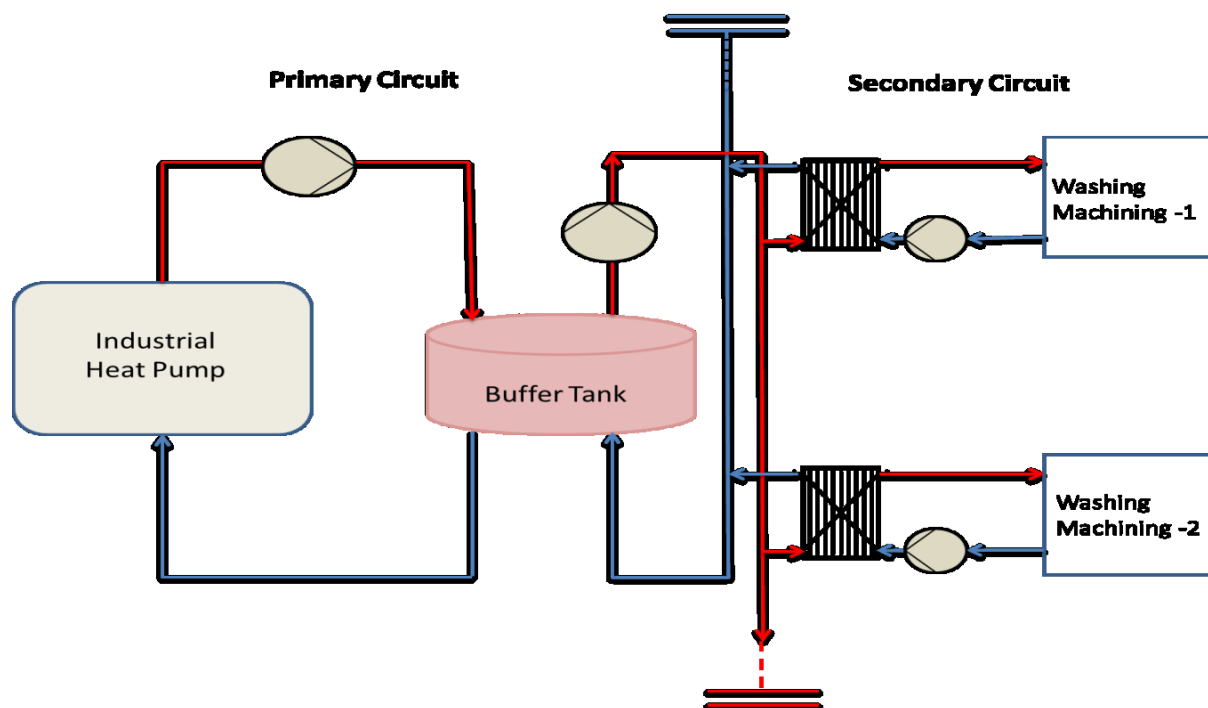 Primary Circuit
Secondary Circuit
Washing
Machining -1
Industrial
Heat Pump
Buffer Tank
Washing
Machining -2